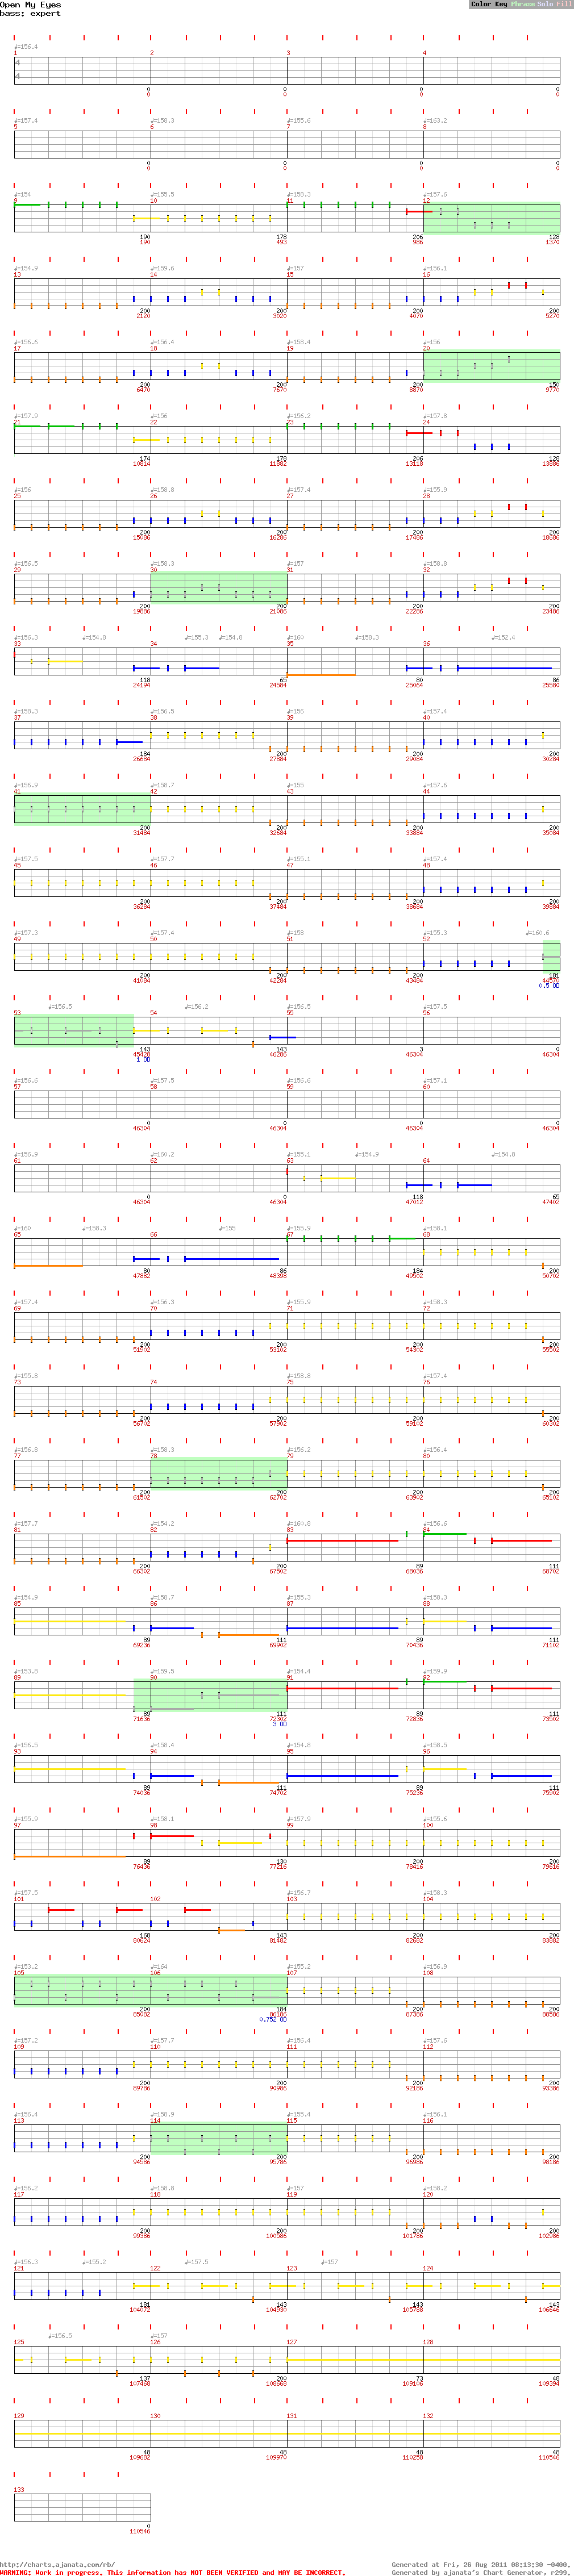 Open My Eyes
Color Key Phrase Solo Fill
bass: expert
♩=156.4
1 2 3 4
4
4
0 0 0 0
0 0 0 0
♩=157.4 ♩=158.3 ♩=155.6 ♩=163.2
5 6 7 8
0 0 0 0
0 0 0 0
♩=154 ♩=155.5 ♩=158.3 ♩=157.6
9 10 11 12
190 178 206 128
190 493 986 1370
♩=154.9 ♩=159.6 ♩=157 ♩=156.1
13 14 15 16
200 200 200 200
2120 3020 4070 5270
♩=156.6 ♩=156.4 ♩=158.4 ♩=156
17 18 19 20
200 200 200 150
6470 7670 8870 9770
♩=157.9 ♩=156 ♩=156.2 ♩=157.8
21 22 23 24
174 178 206 128
10814 11882 13118 13886
♩=156 ♩=158.8 ♩=157.4 ♩=155.9
25 26 27 28
200 200 200 200
15086 16286 17486 18686
♩=156.5 ♩=158.3 ♩=157 ♩=158.8
29 30 31 32
200 200 200 200
19886 21086 22286 23486
♩=156.3 ♩=154.8 ♩=155.3 ♩=154.8 ♩=160 ♩=158.3 ♩=152.4
33 34 35 36
118 65 80 86
24194 24584 25064 25580
♩=158.3 ♩=156.5 ♩=156 ♩=157.4
37 38 39 40
184 200 200 200
26684 27884 29084 30284
♩=156.9 ♩=158.7 ♩=155 ♩=157.6
41 42 43 44
200 200 200 200
31484 32684 33884 35084
♩=157.5 ♩=157.7 ♩=155.1 ♩=157.4
45 46 47 48
200 200 200 200
36284 37484 38684 39884
♩=157.3 ♩=157.4 ♩=158 ♩=155.3 ♩=160.6
49 50 51 52
200 200 200 181
41084 42284 43484 44570
0.5 OD
♩=156.5 ♩=156.2 ♩=156.5 ♩=157.5
53 54 55 56
143 143 3 0
45428 46286 46304 46304
1 OD
♩=156.6 ♩=157.5 ♩=156.6 ♩=157.1
57 58 59 60
0 0 0 0
46304 46304 46304 46304
♩=156.9 ♩=160.2 ♩=155.1 ♩=154.9 ♩=154.8
61 62 63 64
0 0 118 65
46304 46304 47012 47402
♩=160 ♩=158.3 ♩=155 ♩=155.9 ♩=158.1
65 66 67 68
80 86 184 200
47882 48398 49502 50702
♩=157.4 ♩=156.3 ♩=155.9 ♩=158.3
69 70 71 72
200 200 200 200
51902 53102 54302 55502
♩=155.8 ♩=158.8 ♩=157.4
73 74 75 76
200 200 200 200
56702 57902 59102 60302
♩=156.8 ♩=158.3 ♩=156.2 ♩=156.4
77 78 79 80
200 200 200 200
61502 62702 63902 65102
♩=157.7 ♩=154.2 ♩=160.8 ♩=156.6
81 82 83 84
200 200 89 111
66302 67502 68036 68702
♩=154.9 ♩=158.7 ♩=155.3 ♩=158.3
85 86 87 88
89 111 89 111
69236 69902 70436 71102
♩=153.8 ♩=159.5 ♩=154.4 ♩=159.9
89 90 91 92
89 111 89 111
71636 72302 72836 73502
3 OD
♩=156.5 ♩=158.4 ♩=154.8 ♩=158.5
93 94 95 96
89 111 89 111
74036 74702 75236 75902
♩=155.9 ♩=158.1 ♩=157.9 ♩=155.6
97 98 99 100
89 130 200 200
76436 77216 78416 79616
♩=157.5 ♩=156.7 ♩=158.3
101 102 103 104
168 143 200 200
80624 81482 82682 83882
♩=153.2 ♩=164 ♩=155.2 ♩=156.9
105 106 107 108
200 184 200 200
85082 86186 87386 88586
0.752 OD
♩=157.2 ♩=157.7 ♩=156.4 ♩=157.6
109 110 111 112
200 200 200 200
89786 90986 92186 93386
♩=156.4 ♩=158.9 ♩=155.4 ♩=156.1
113 114 115 116
200 200 200 200
94586 95786 96986 98186
♩=156.2 ♩=158.8 ♩=157 ♩=158.2
117 118 119 120
200 200 200 200
99386 100586 101786 102986
♩=156.3 ♩=155.2 ♩=157.5 ♩=157
121 122 123 124
181 143 143 143
104072 104930 105788 106646
♩=156.5 ♩=157
125 126 127 128
137 200 73 48
107468 108668 109106 109394
129 130 131 132
48 48 48 48
109682 109970 110258 110546
133
0
110546
http://charts.ajanata.com/rb/
Generated at Fri, 26 Aug 2011 08:13:30 -0400,
WARNING: Work in progress. This information has NOT BEEN VERIFIED and MAY BE INCORRECT.
Generated by ajanata's Chart Generator, r299.